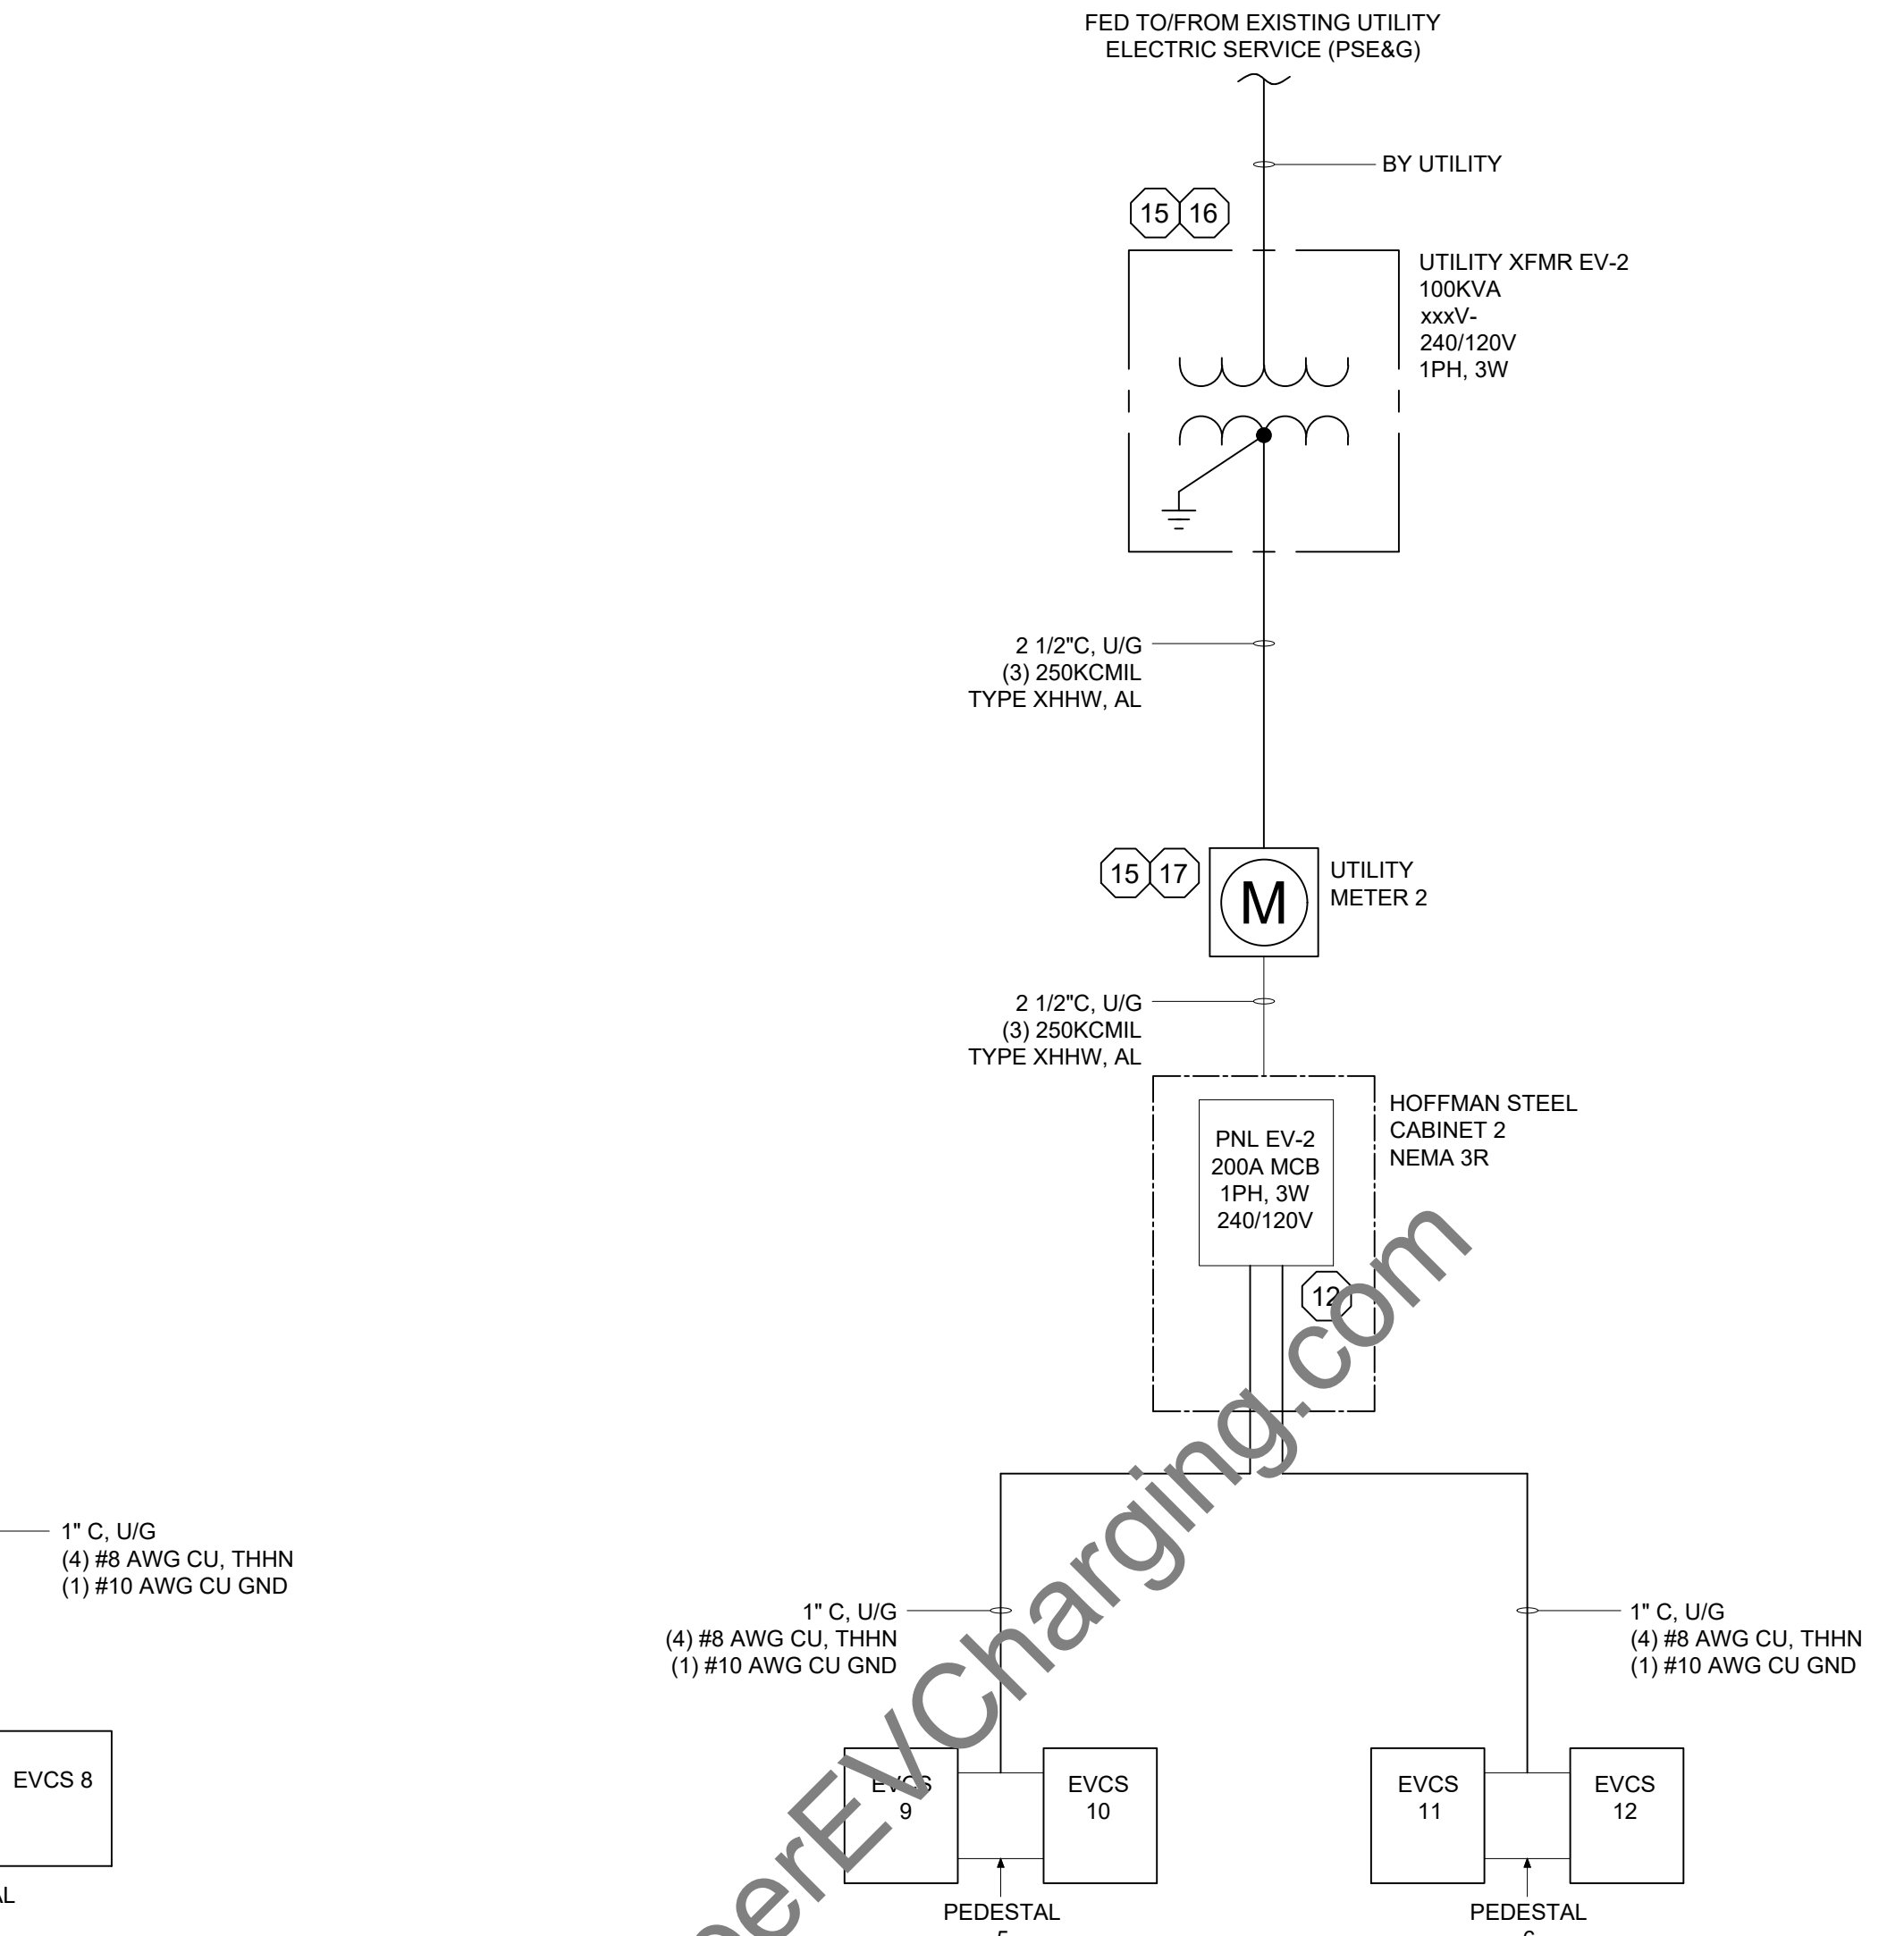 FED TO/FROM EXISTING UTILITY
ELECTRIC SERVICE (PSE&G)
BY UTILITY
15 16
UTILITY XFMR EV-2
100KVA
xxxV-
240/120V
1PH, 3W
2 1/2"C, U/G
(3) 250KCMIL
TYPE XHHW, AL
15 17
M
UTILITY
METER 2
2 1/2"C, U/G
(3) 250KCMIL
TYPE XHHW, AL
HOFFMAN STEEL
CABINET 2
NEMA 3R
PNL EV-2
200A MCB
1PH, 3W
240/120V
12
1" C, U/G
(4) #8 AWG CU, THHN
(1) #10 AWG CU GND
1" C, U/G
(4) #8 AWG CU, THHN
(1) #10 AWG CU GND
1" C, U/G
(4) #8 AWG CU, THHN
(1) #10 AWG CU GND
EVCS 8
EVCS
9
EVCS
10
EVCS
11
EVCS
12
PEDESTAL
PEDESTAL
erEVCharging.com